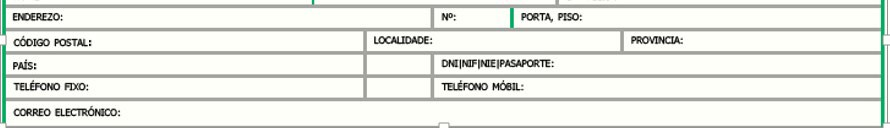 ENDEREZO: Nº: PORTA, PISO:
CÓDIGO POSTAL: LOCALIDADE: PROVINCIA:
PAÍS: DNI|NIF|NIE|PASAPORTE:
TELÉFONO FIXO: TELÉFONO MÓBIL:
CORREO ELECTRÓNICO: